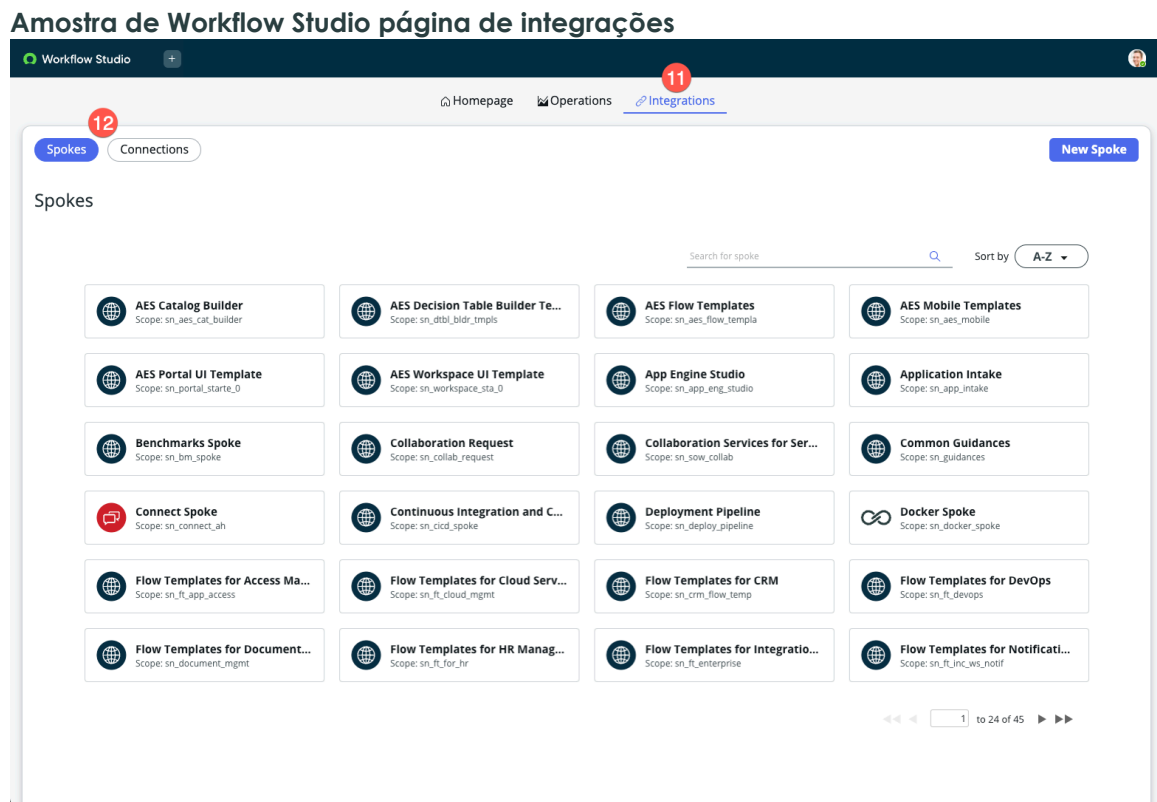 Amostra de Workflow Studio página de integrações
Workflow Studio +
11
Homepage Operations Integrations
12
Spokes Connections New Spoke
Spokes
Search for spoke Sort by A-Z
AES Catalog Builder
Scope: sn_aes_cat_builder
AES Decision Table Builder Te...
Scope: sn_dtbl_bldr_tmpls
AES Flow Templates
Scope: sn_aes_flow_templa
AES Mobile Templates
Scope: sn_aes_mobile
AES Portal UI Template
Scope: sn_portal_starte_0
AES Workspace UI Template
Scope: sn_workspace_sta_0
App Engine Studio
Scope: sn_app_eng_studio
Application Intake
Scope: sn_app_intake
Benchmarks Spoke
Scope: sn_bm_spoke
Collaboration Request
Scope: sn_collab_request
Collaboration Services for Ser...
Scope: sn_sow_collab
Common Guidances
Scope: sn_guidances
Connect Spoke
Scope: sn_connect_ah
Continuous Integration and C...
Scope: sn_cicd_spoke
Deployment Pipeline
Scope: sn_deploy_pipeline
Docker Spoke
Scope: sn_docker_spoke
Flow Templates for Access Ma...
Scope: sn_ft_app_access
Flow Templates for Cloud Serv...
Scope: sn_ft_cloud_mgmt
Flow Templates for CRM
Scope: sn_crm_flow_temp
Flow Templates for DevOps
Scope: sn_ft_devops
Flow Templates for Document...
Scope: sn_document_mgmt
Flow Templates for HR Manag...
Scope: sn_ft_for_hr
Flow Templates for Integratio...
Scope: sn_ft_enterprise
Flow Templates for Notificati...
Scope: sn_ft_inc_ws_notif
1 to 24 of 45